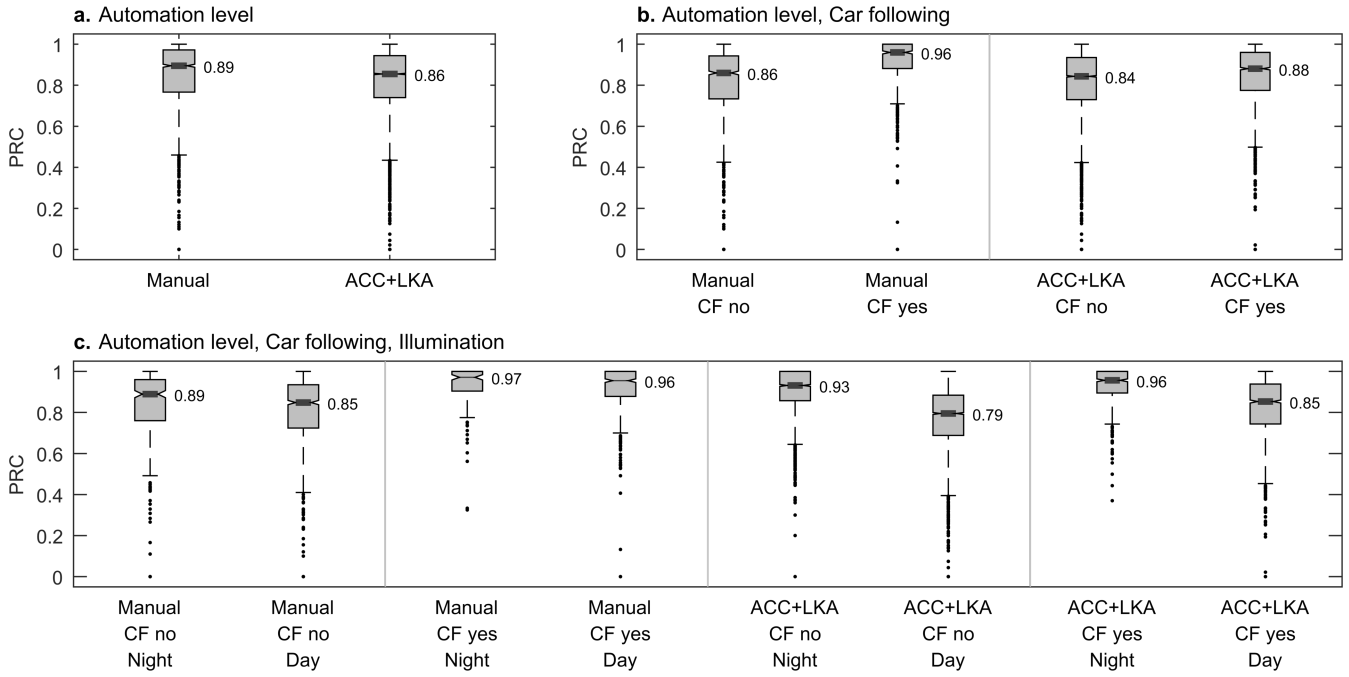 a. Automation level
1
0.8
0.6
0.4
0.2
0
PRC
0.89
0.86
Manual
ACC+LKA
b. Automation level, Car following
1
0.8
0.6
0.4
0.2
0
PRC
0.86
0.96
0.84
0.88
Manual Manual ACC+LKA ACC+LKA
CF no CF yes CF no CF yes
c. Automation level, Car following, Illumination
1
0.8
0.6
0.4
0.2
0
PRC
0.89
0.85
0.97
0.96
0.93
0.79
0.96
0.85
Manual Manual Manual Manual ACC+LKA ACC+LKA ACC+LKA ACC+LKA
CF no CF no CF yes CF yes CF no CF no CF yes CF yes
Night Day Night Day Night Day Night Day